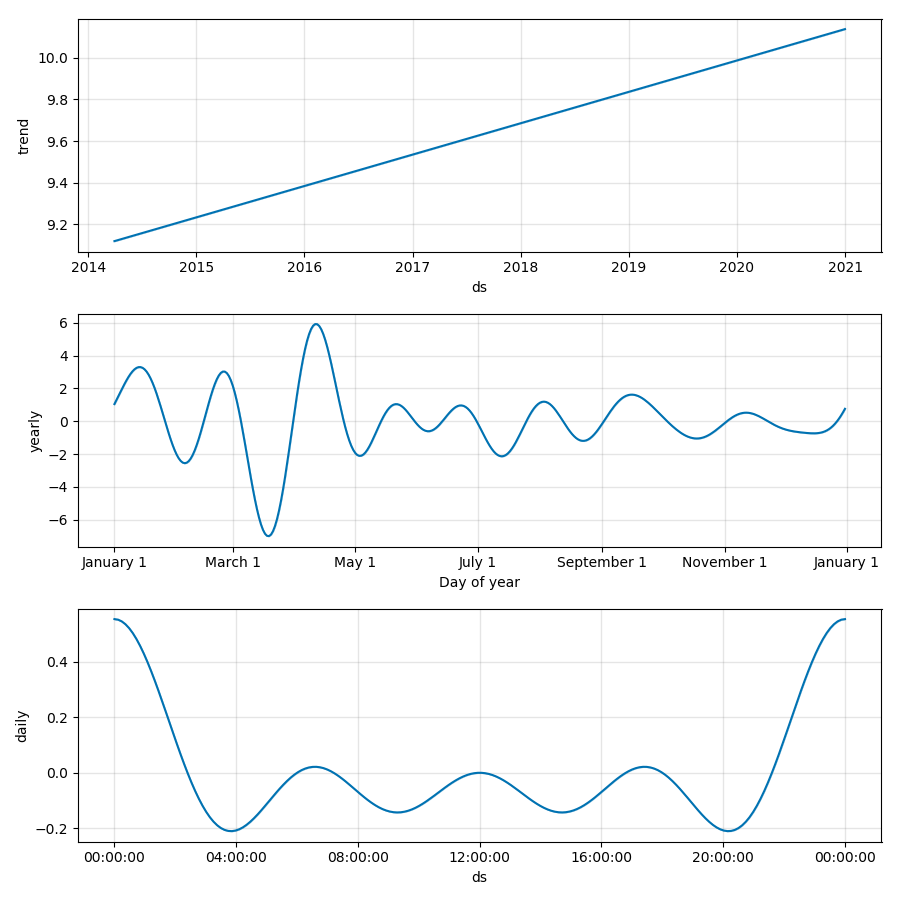 10.0
9.8
9.6
9.4
9.2
trend
2014 2015 2016 2017 2018 2019 2020 2021
ds
6
4
2
0
−2
−4
−6
yearly
January 1 March 1 May 1 July 1 September 1 November 1 January 1
Day of year
0.4
0.2
0.0
−0.2
daily
00:00:00 04:00:00 08:00:00 12:00:00 16:00:00 20:00:00 00:00:00
ds